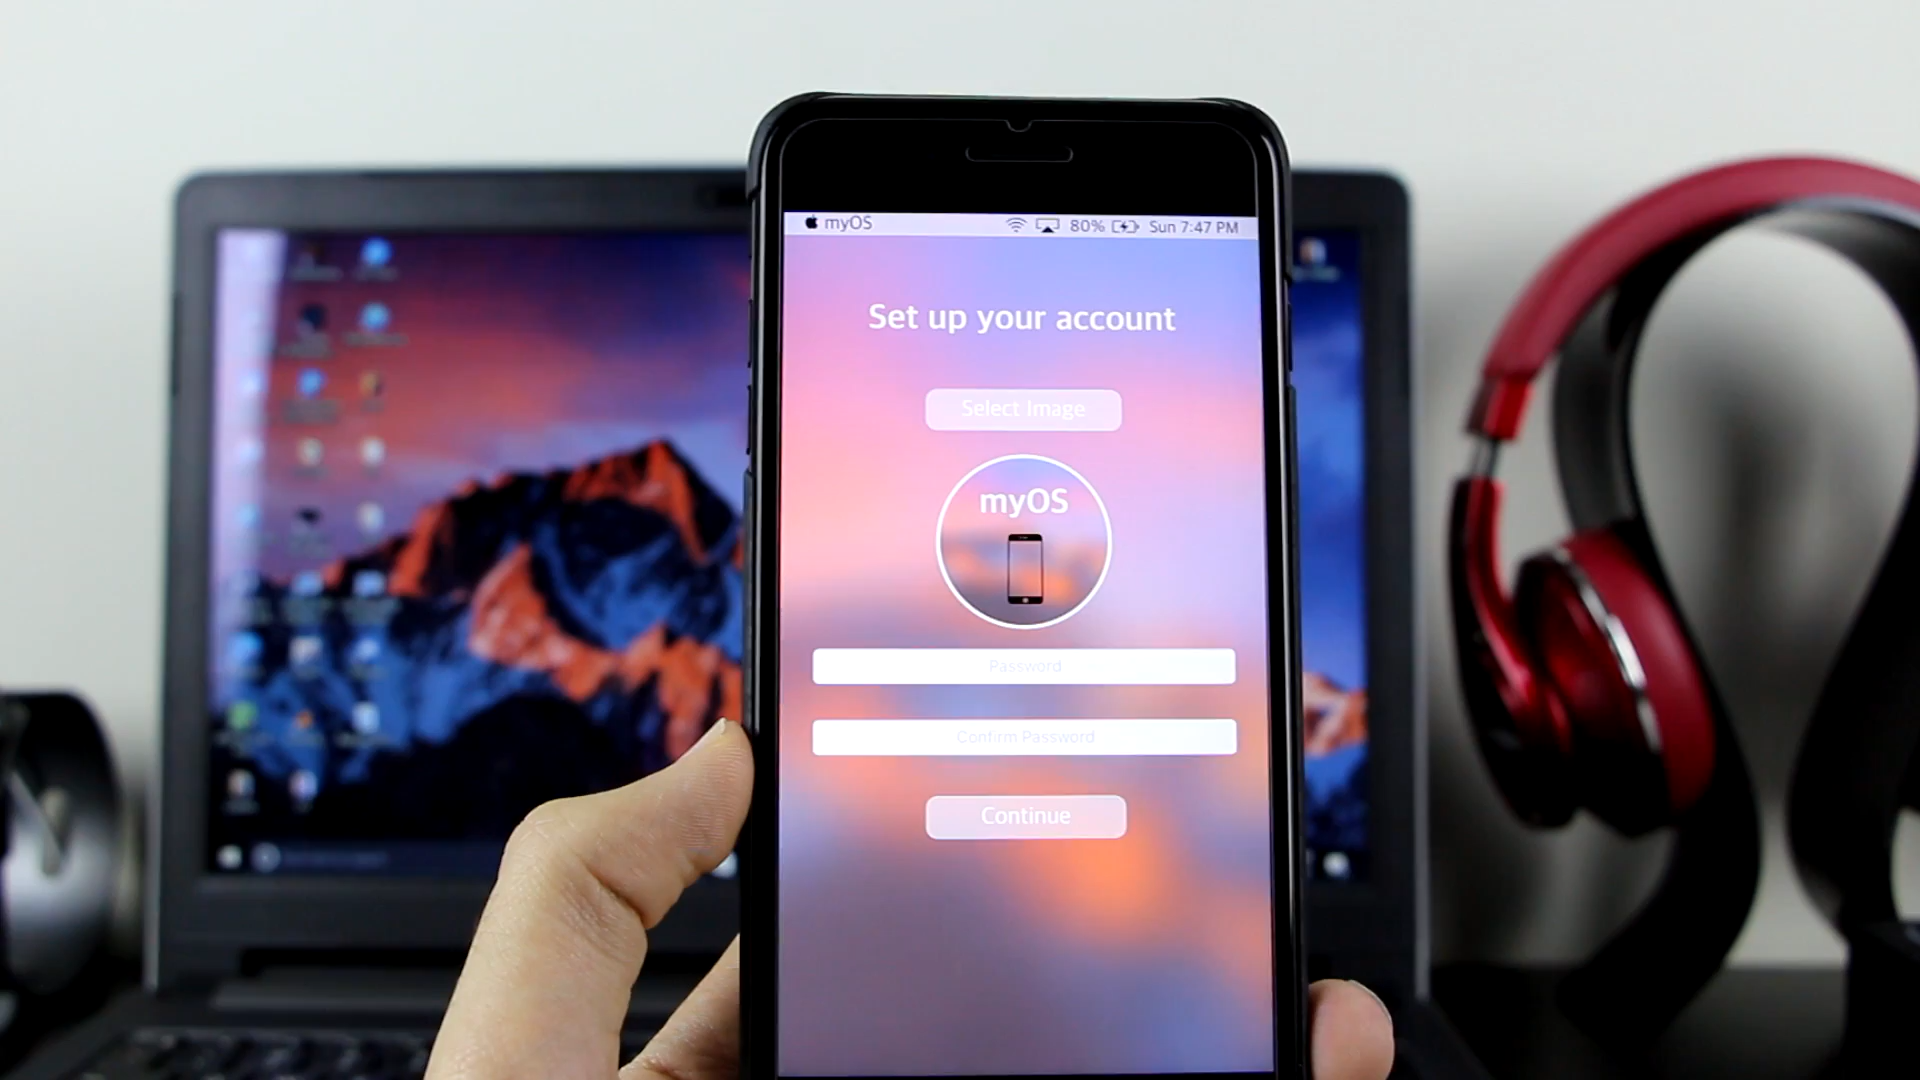 myOS 80% Sun 7:47 PM
Set up your account
Select Image
myOS
Password
Confirm Password
Continue